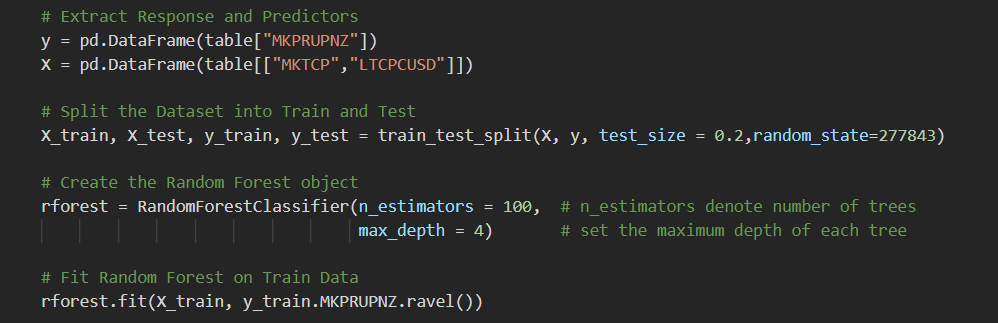 # Extract Response and Predictors
y = pd.DataFrame(table["MKPRUPNZ"])
X = pd.DataFrame(table[["MKTCP","LTCPCUSD"]])
# Split the Dataset into Train and Test
X_train, X_test, y_train, y_test = train_test_split(X, y, test_size = 0.2,random_state=277843)
# Create the Random Forest object
rforest = RandomForestClassifier(n_estimators = 100,  # n_estimators denote number of trees
max_depth = 4)       # set the maximum depth of each tree
# Fit Random Forest on Train Data
rforest.fit(X_train, y_train.MKPRUPNZ.ravel())